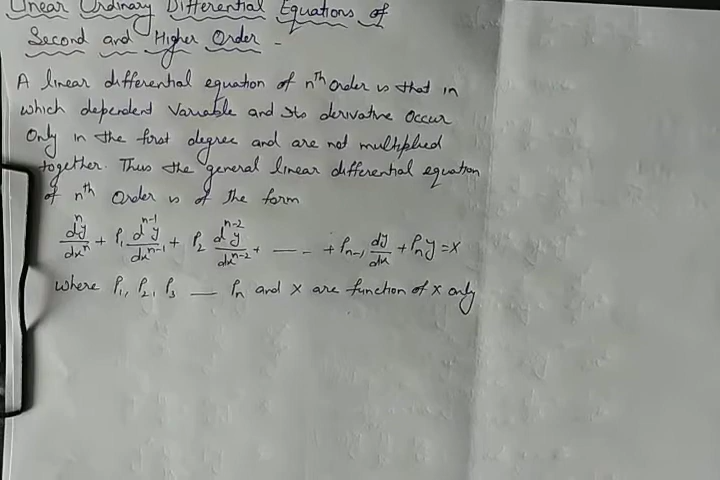 Linear Ordinary Differential Equations of
Second and Higher Order -
A linear differential equation of nth order is that in
which dependent variable and its derivative occur
Only in the first degree and are not multiplied
together. Thus the general linear differential equation
of nth Order is of the form
dⁿy/dxⁿ + P₁ dⁿ⁻¹y/dxⁿ⁻¹ + P₂ dⁿ⁻²y/dxⁿ⁻² + — - - + Pₙ₋₁ dy/dx + Pₙy = X
where P₁, P₂, P₃ — Pₙ and X are function of x only